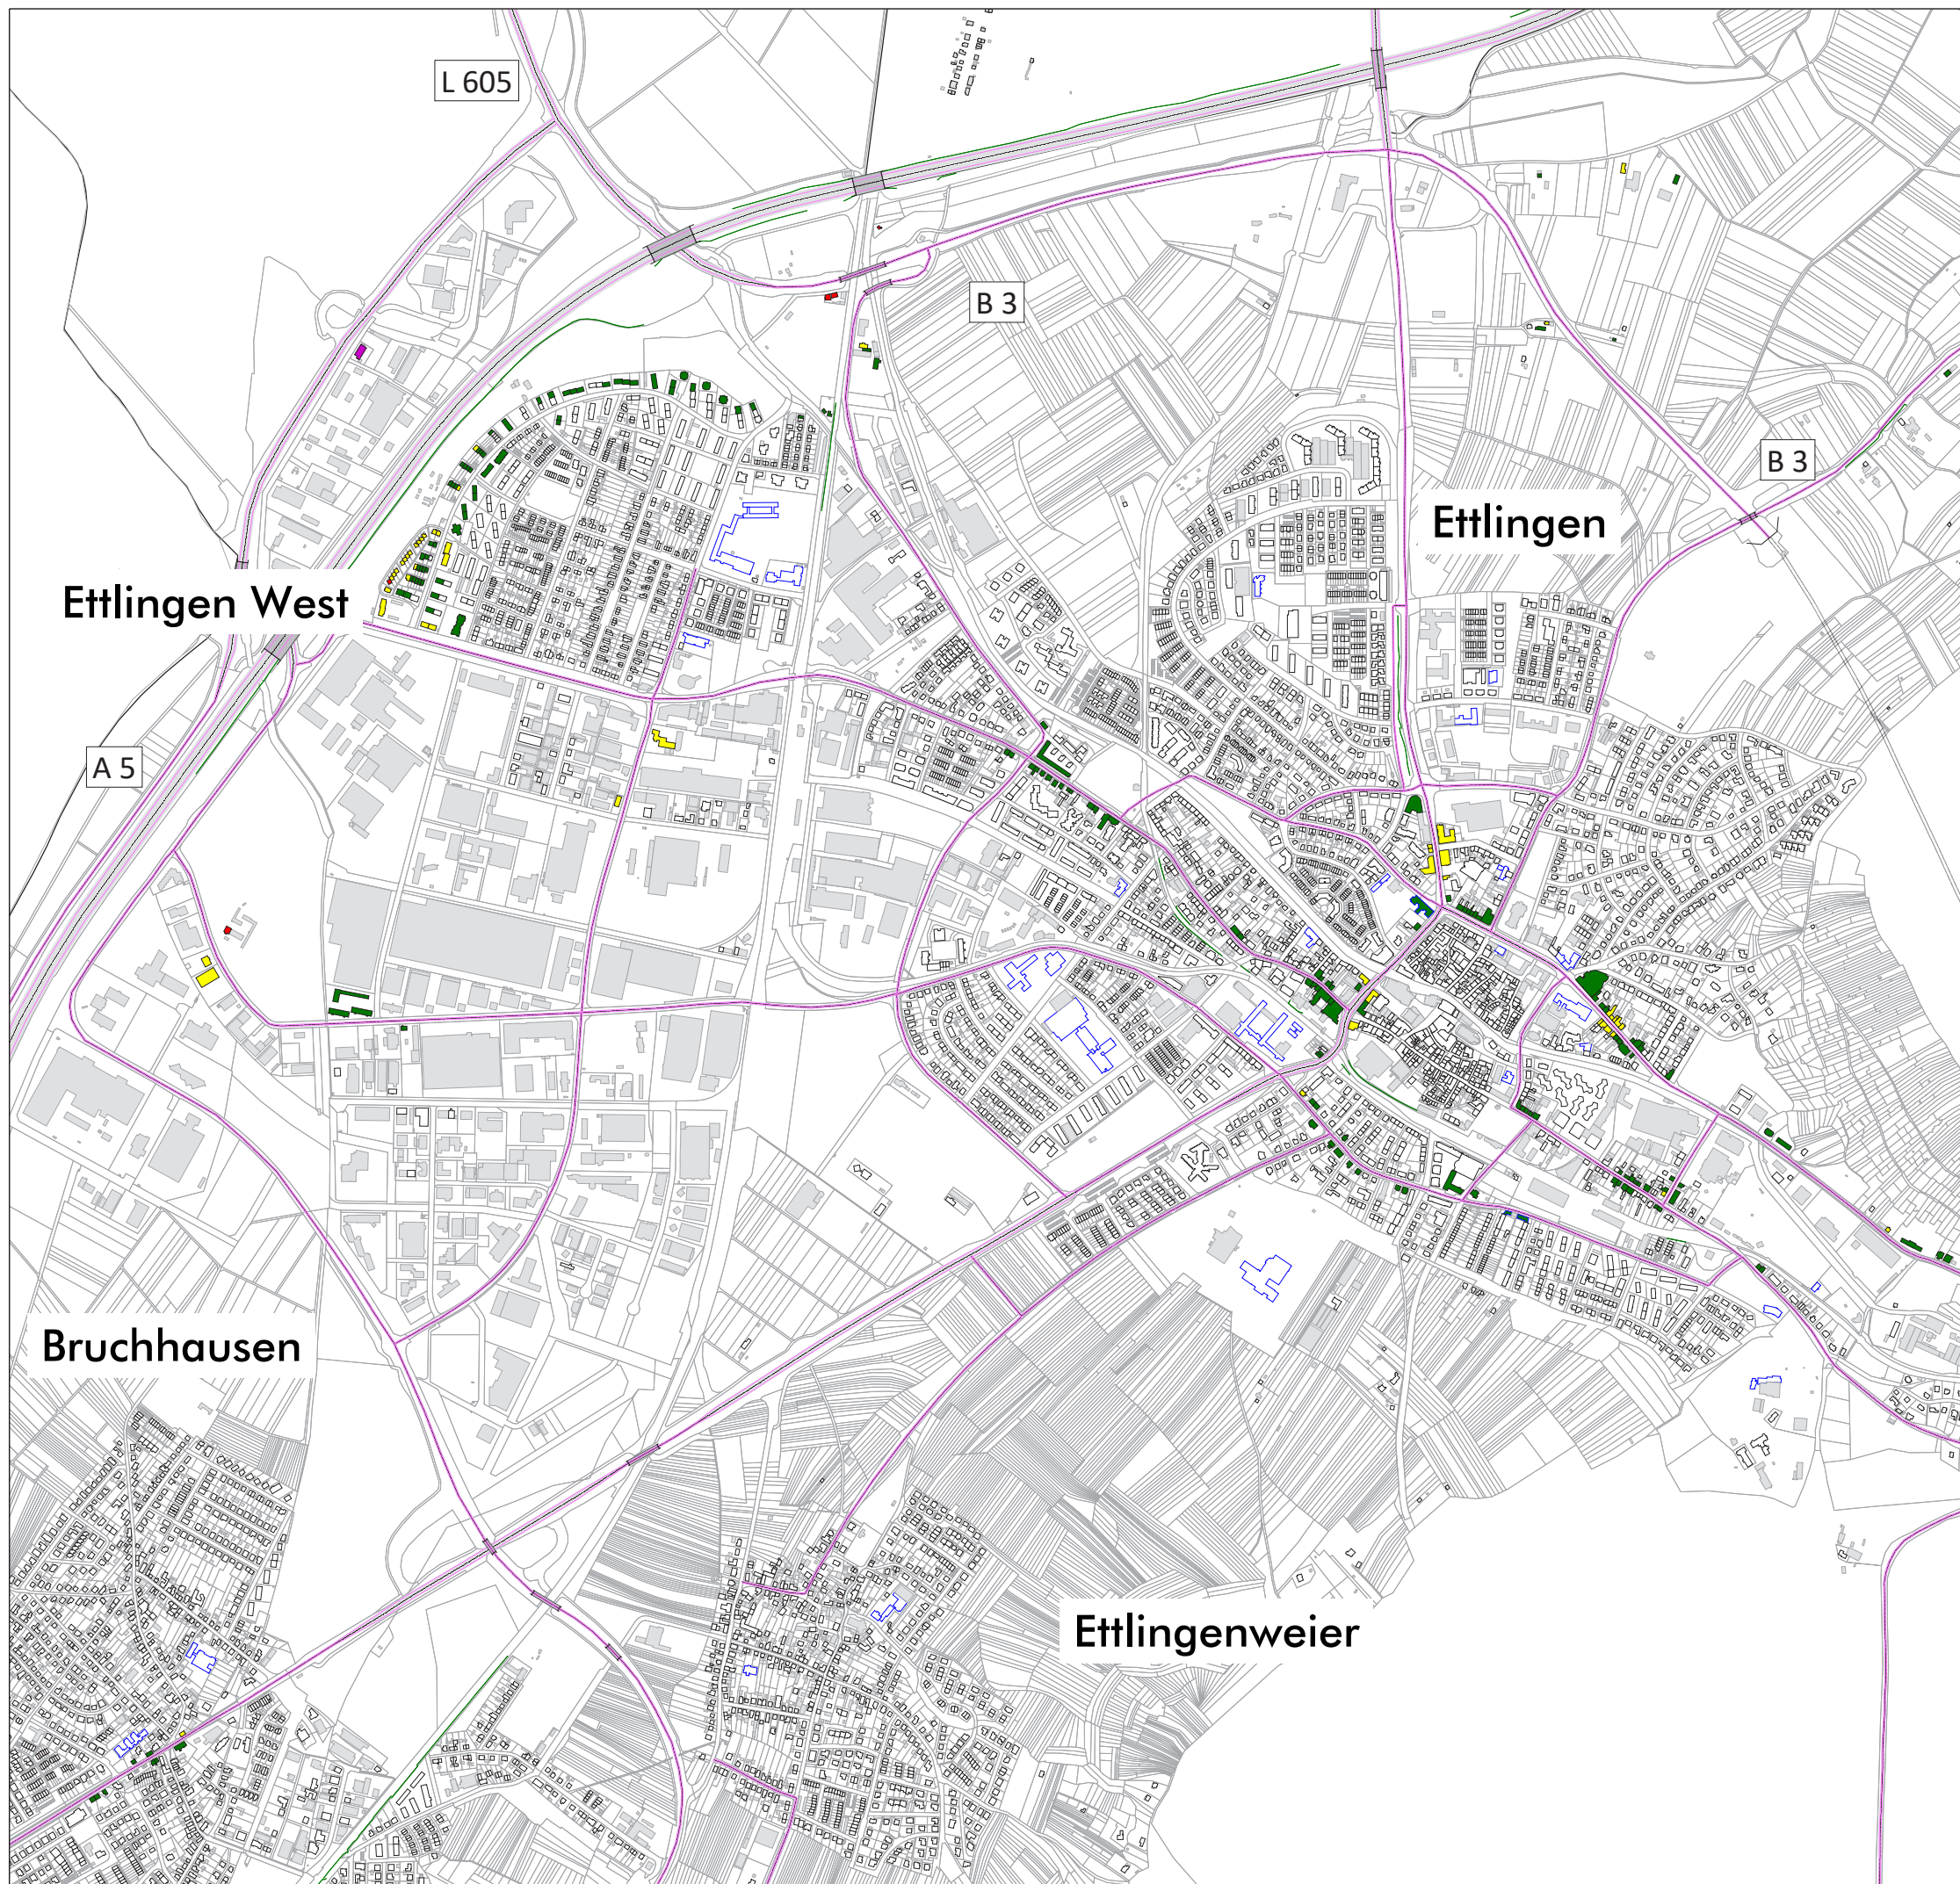 L 605
B 3
B 3
Ettlingen
Ettlingen West
A 5
Bruchhausen
Ettlingenweier